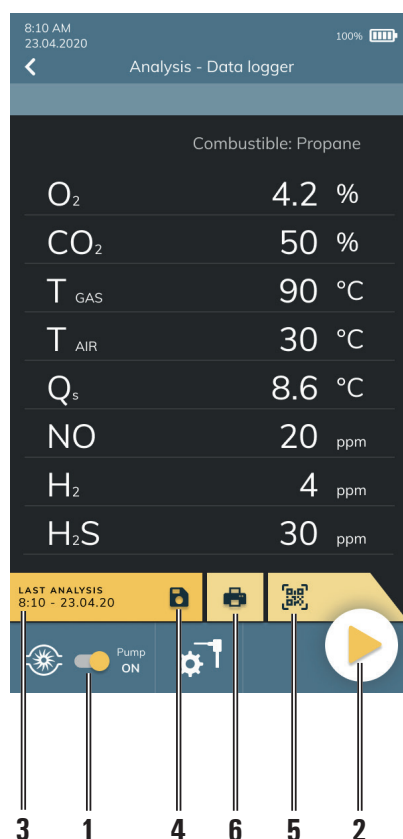 8:10 AM
23.04.2020
100%
Analysis - Data logger
Combustible: Propane
O₂ 4.2 %
CO₂ 50 %
T GAS 90 °C
T AIR 30 °C
Qₛ 8.6 °C
NO 20 ppm
H₂ 4 ppm
H₂S 30 ppm
LAST ANALYSIS
8:10 - 23.04.20
Pump
ON
3 1 4 6 5 2